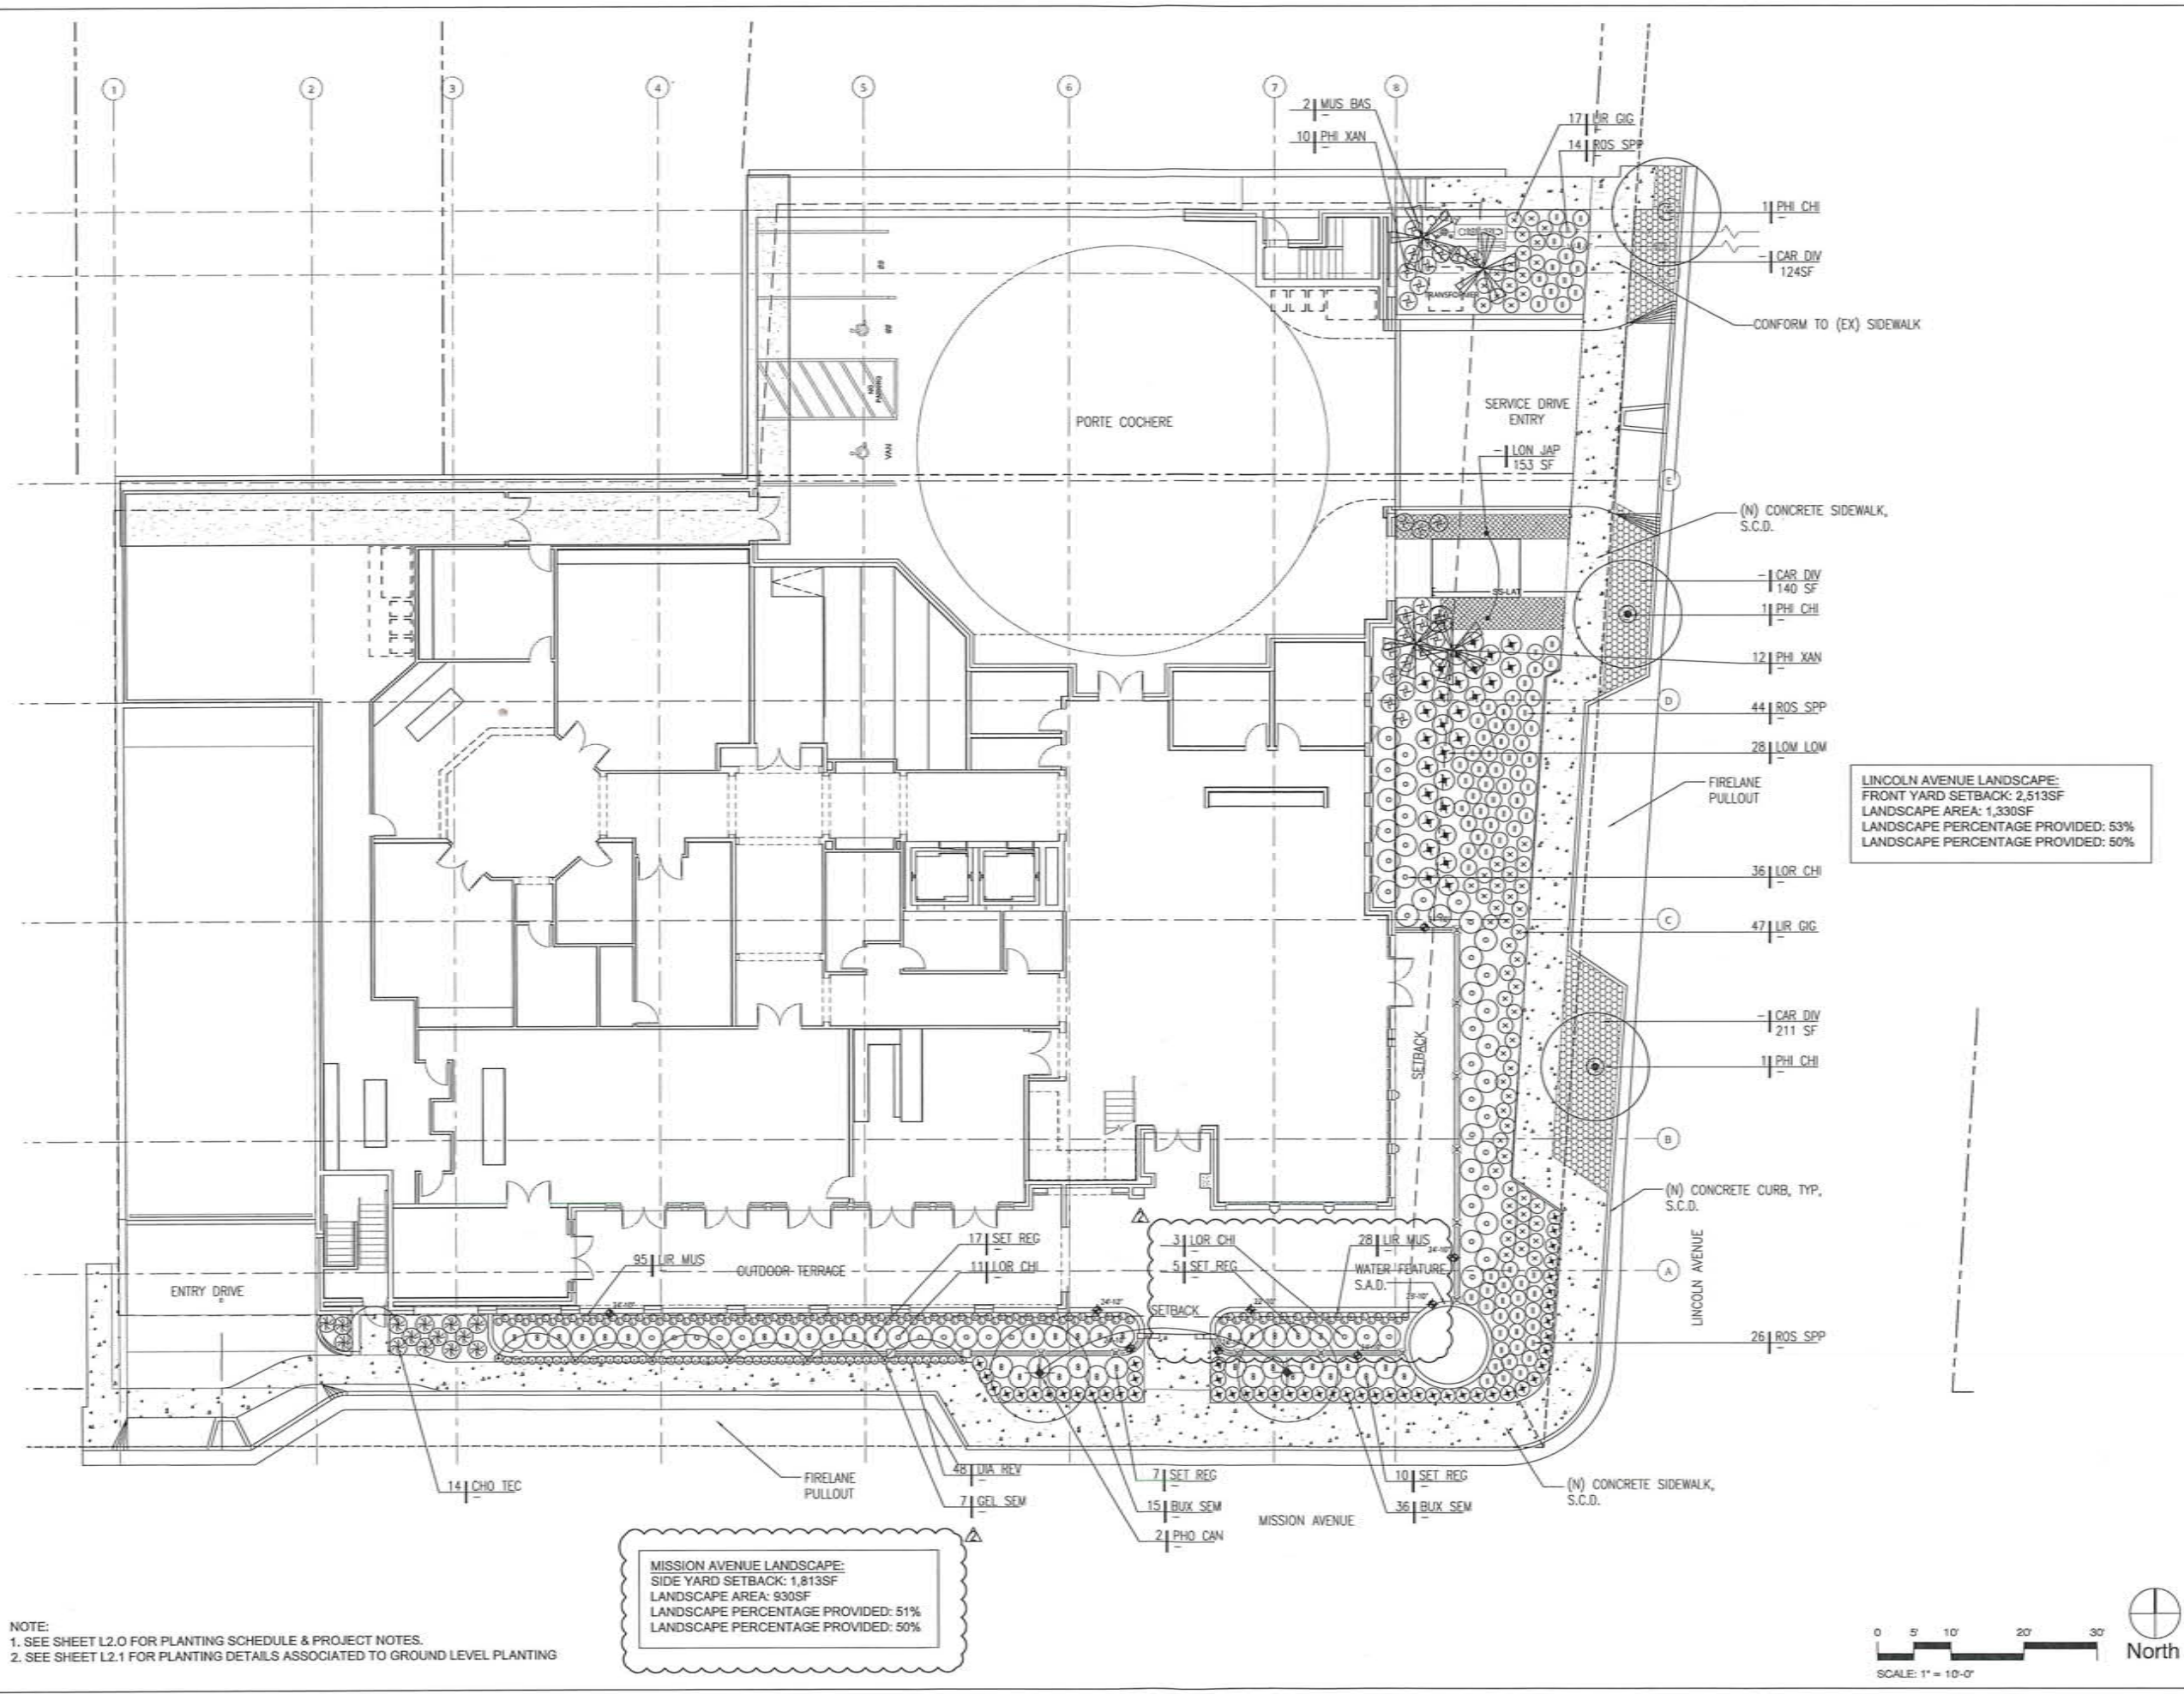 1
2
3
4
5
6
7
8
2 MUS BAS
10 PHI XAN
17 LIR GIG
14 ROS SPP
1 PHI CHI
- CAR DIV
124SF
CONFORM TO (EX) SIDEWALK
TRANSFORMER
NO
PARKING
VAN
PORTE COCHERE
SERVICE DRIVE
ENTRY
- LON JAP
153 SF
E
(N) CONCRETE SIDEWALK,
S.C.D.
- CAR DIV
140 SF
SS-LAT
1 PHI CHI
12 PHI XAN
D
44 ROS SPP
28 LOM LOM
FIRELANE
PULLOUT
LINCOLN AVENUE LANDSCAPE:
FRONT YARD SETBACK: 2,513SF
LANDSCAPE AREA: 1,330SF
LANDSCAPE PERCENTAGE PROVIDED: 53%
LANDSCAPE PERCENTAGE PROVIDED: 50%
36 LOR CHI
C
47 LIR GIG
- CAR DIV
211 SF
SETBACK
1 PHI CHI
B
(N) CONCRETE CURB, TYP,
S.C.D.
LINCOLN AVENUE
2
17 SET REG
3 LOR CHI
28 LIR MUS
95 LIR MUS
OUTDOOR TERRACE
11 LOR CHI
5 SET REG
WATER FEATURE,
S.A.D.
A
ENTRY DRIVE
SETBACK
26 ROS SPP
14 CHO TEC
FIRELANE
PULLOUT
48 DIA REV
7 GEL SEM
7 SET REG
15 BUX SEM
2 PHO CAN
10 SET REG
36 BUX SEM
MISSION AVENUE
(N) CONCRETE SIDEWALK,
S.C.D.
2
MISSION AVENUE LANDSCAPE:
SIDE YARD SETBACK: 1,813SF
LANDSCAPE AREA: 930SF
LANDSCAPE PERCENTAGE PROVIDED: 51%
LANDSCAPE PERCENTAGE PROVIDED: 50%
NOTE:
1. SEE SHEET L2.O FOR PLANTING SCHEDULE & PROJECT NOTES.
2. SEE SHEET L2.1 FOR PLANTING DETAILS ASSOCIATED TO GROUND LEVEL PLANTING
0 5' 10' 20' 30'
SCALE: 1" = 10'-0"
North